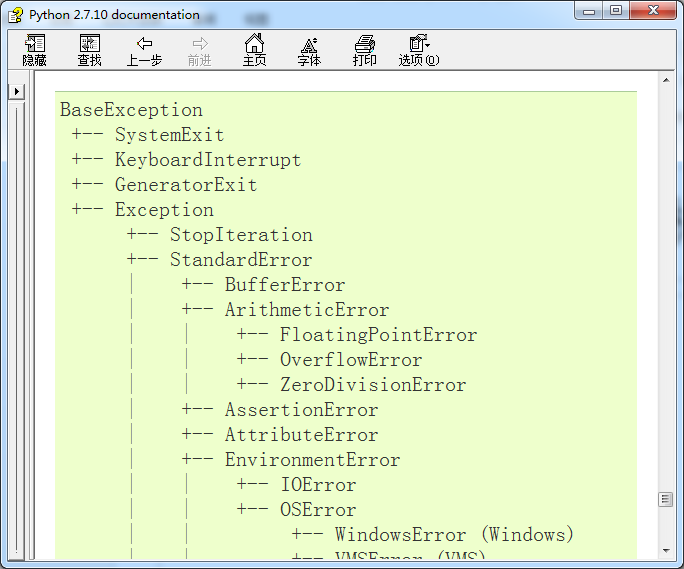 Python 2.7.10 documentation
隐藏 查找 上一步 前进 主页 字体 打印 选项(O)
BaseException
+-- SystemExit
+-- KeyboardInterrupt
+-- GeneratorExit
+-- Exception
+-- StopIteration
+-- StandardError
| +-- BufferError
| +-- ArithmeticError
| | +-- FloatingPointError
| | +-- OverflowError
| | +-- ZeroDivisionError
| +-- AssertionError
| +-- AttributeError
| +-- EnvironmentError
| | +-- IOError
| | +-- OSError
| | +-- WindowsError (Windows)
| | +-- VMSError (VMS)